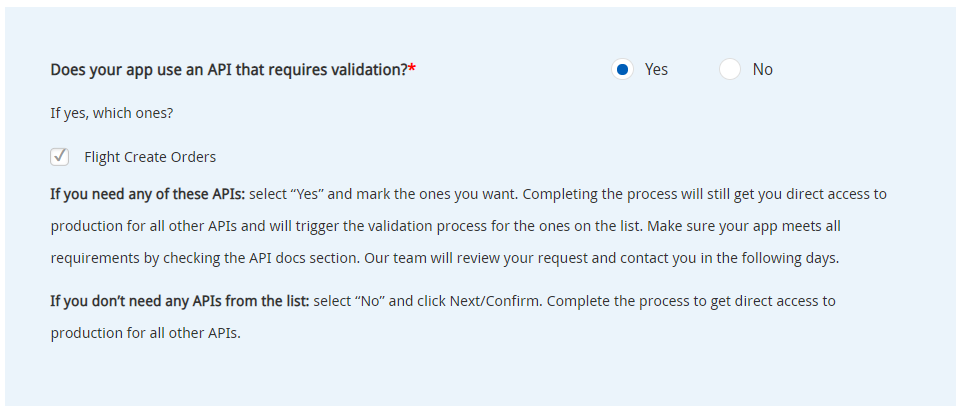 Does your app use an API that requires validation?* Yes No
If yes, which ones?
Flight Create Orders
If you need any of these APIs: select “Yes” and mark the ones you want. Completing the process will still get you direct access to
production for all other APIs and will trigger the validation process for the ones on the list. Make sure your app meets all
requirements by checking the API docs section. Our team will review your request and contact you in the following days.
If you don’t need any APIs from the list: select “No” and click Next/Confirm. Complete the process to get direct access to
production for all other APIs.